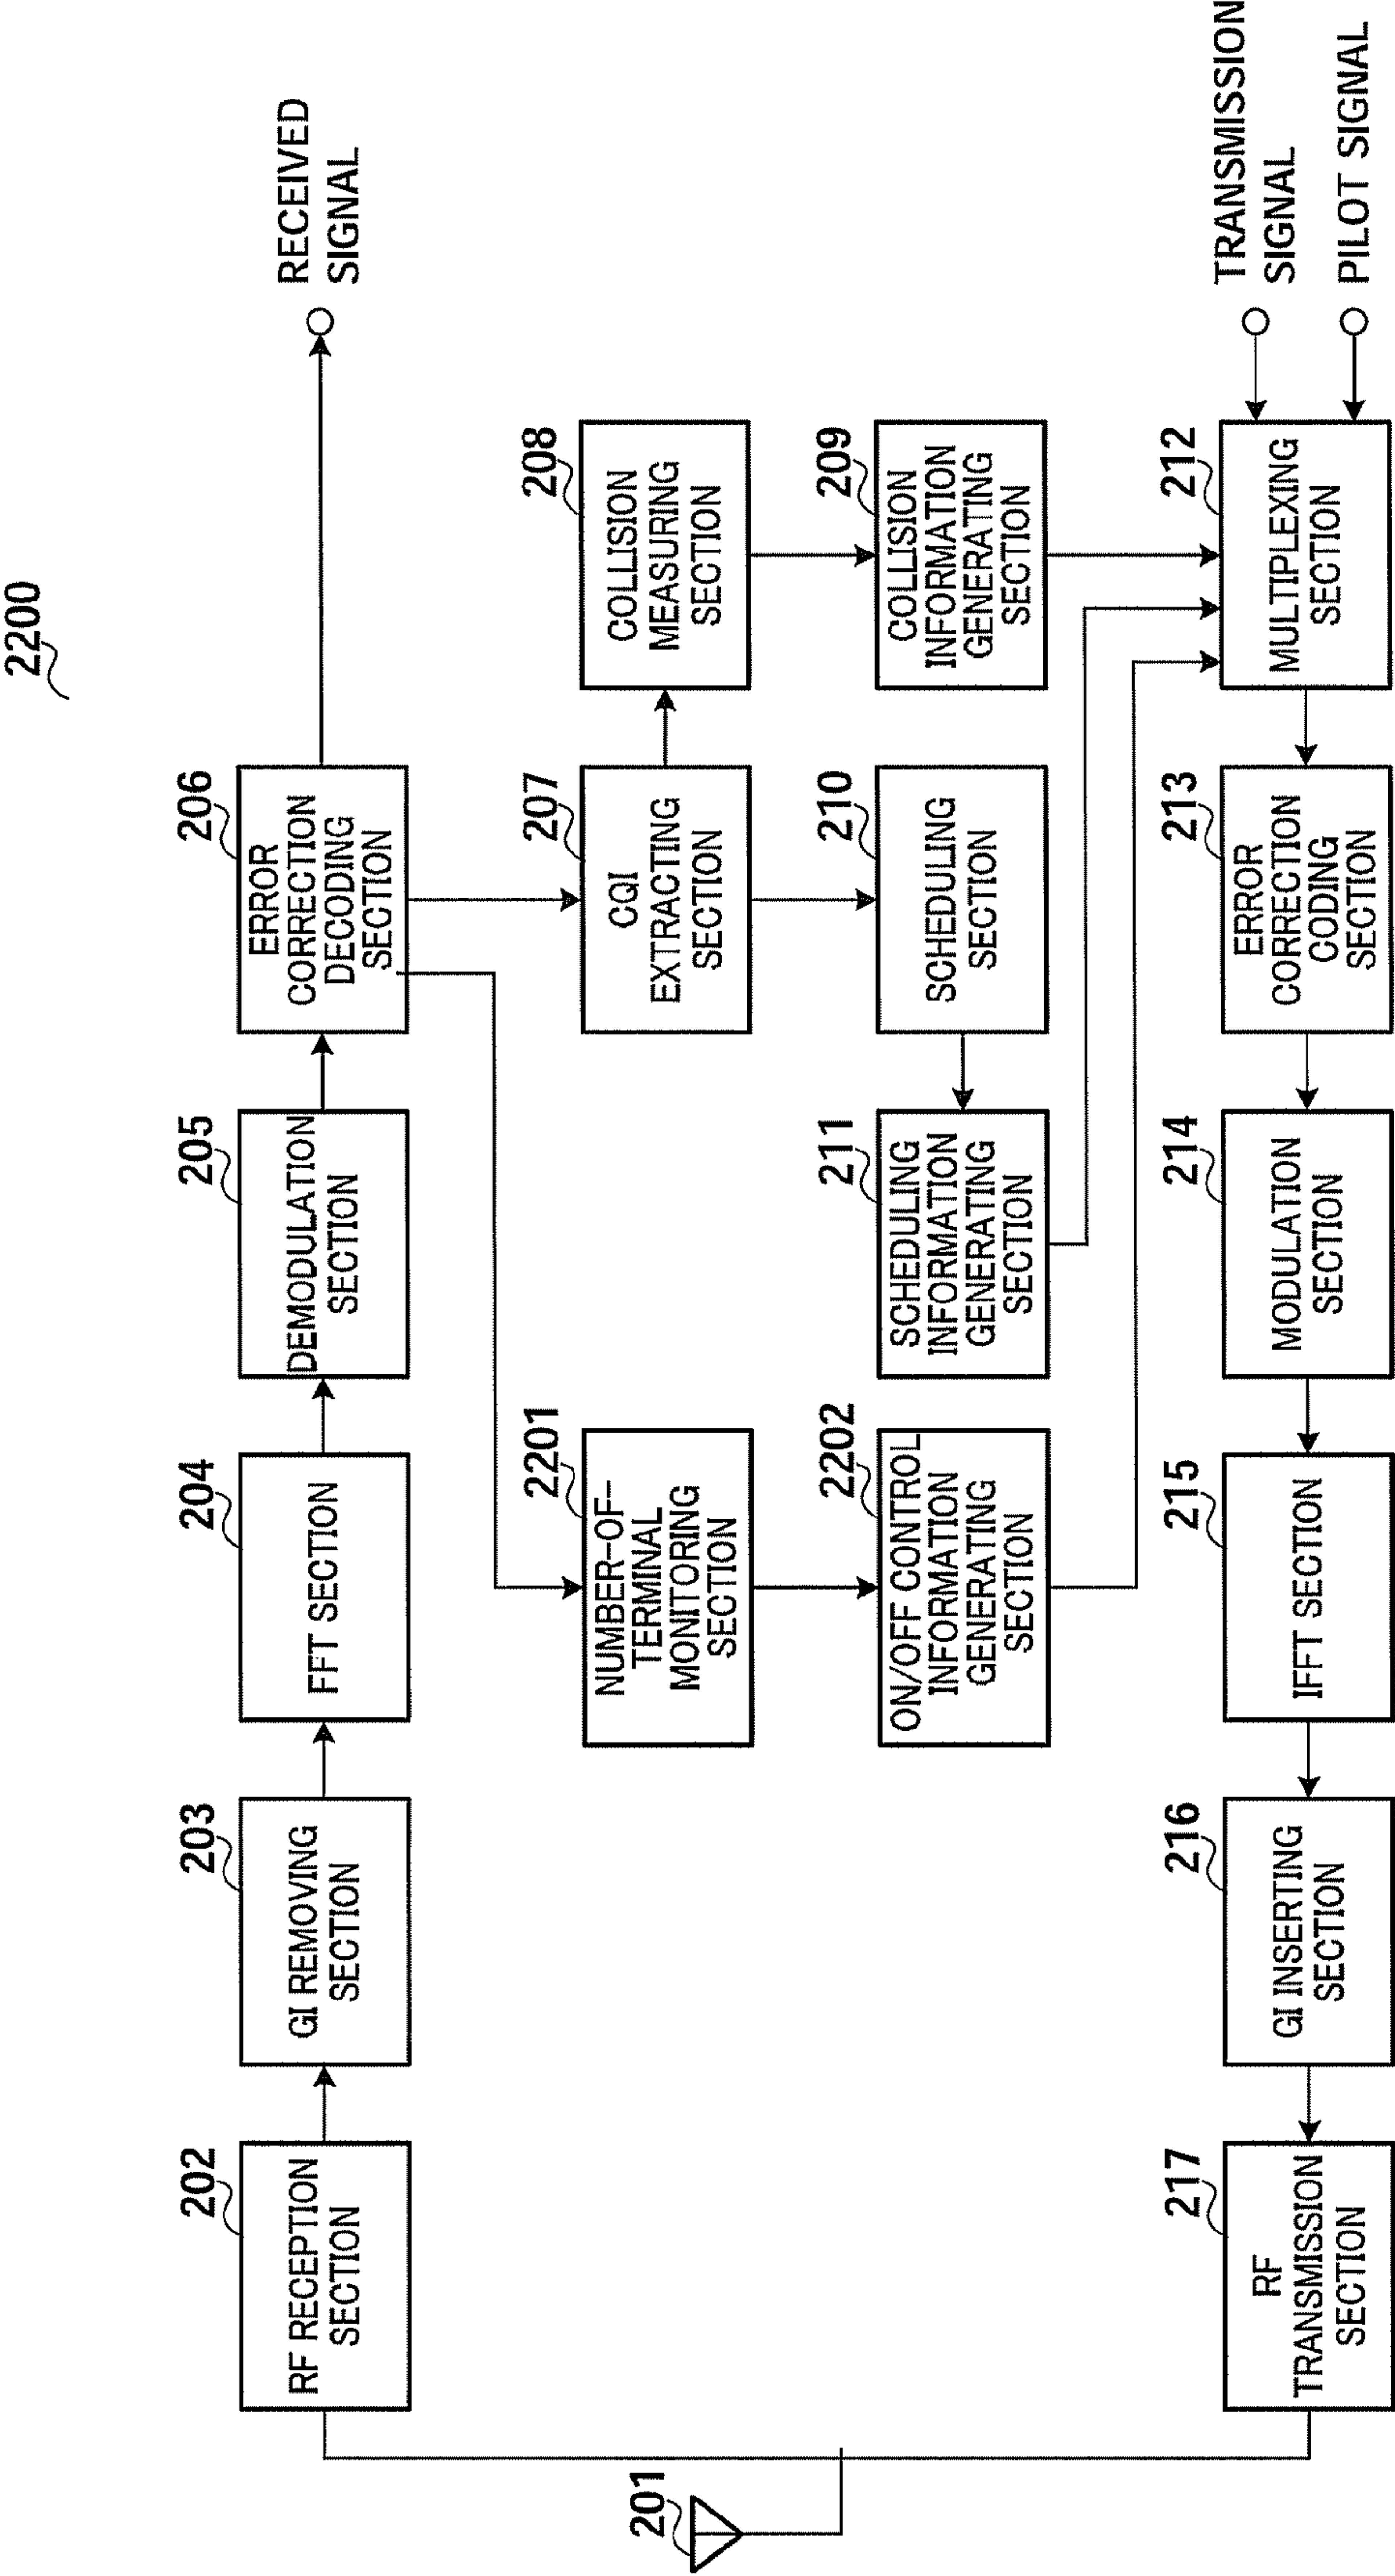 2200
202
RF RECEPTION
SECTION
203
GI REMOVING
SECTION
204
FFT SECTION
205
DEMODULATION
SECTION
206
ERROR
CORRECTION
DECODING
SECTION
RECEIVED
SIGNAL
2201
NUMBER-OF-
TERMINAL
MONITORING
SECTION
207
CQI
EXTRACTING
SECTION
208
COLLISION
MEASURING
SECTION
201
2202
ON/OFF CONTROL
INFORMATION
GENERATING
SECTION
211
SCHEDULING
INFORMATION
GENERATING
SECTION
210
SCHEDULING
SECTION
209
COLLISION
INFORMATION
GENERATING
SECTION
217
RF
TRANSMISSION
SECTION
216
GI INSERTING
SECTION
215
IFFT SECTION
214
MODULATION
SECTION
213
ERROR
CORRECTION
CODING
SECTION
212
MULTIPLEXING
SECTION
TRANSMISSION
SIGNAL
PILOT SIGNAL